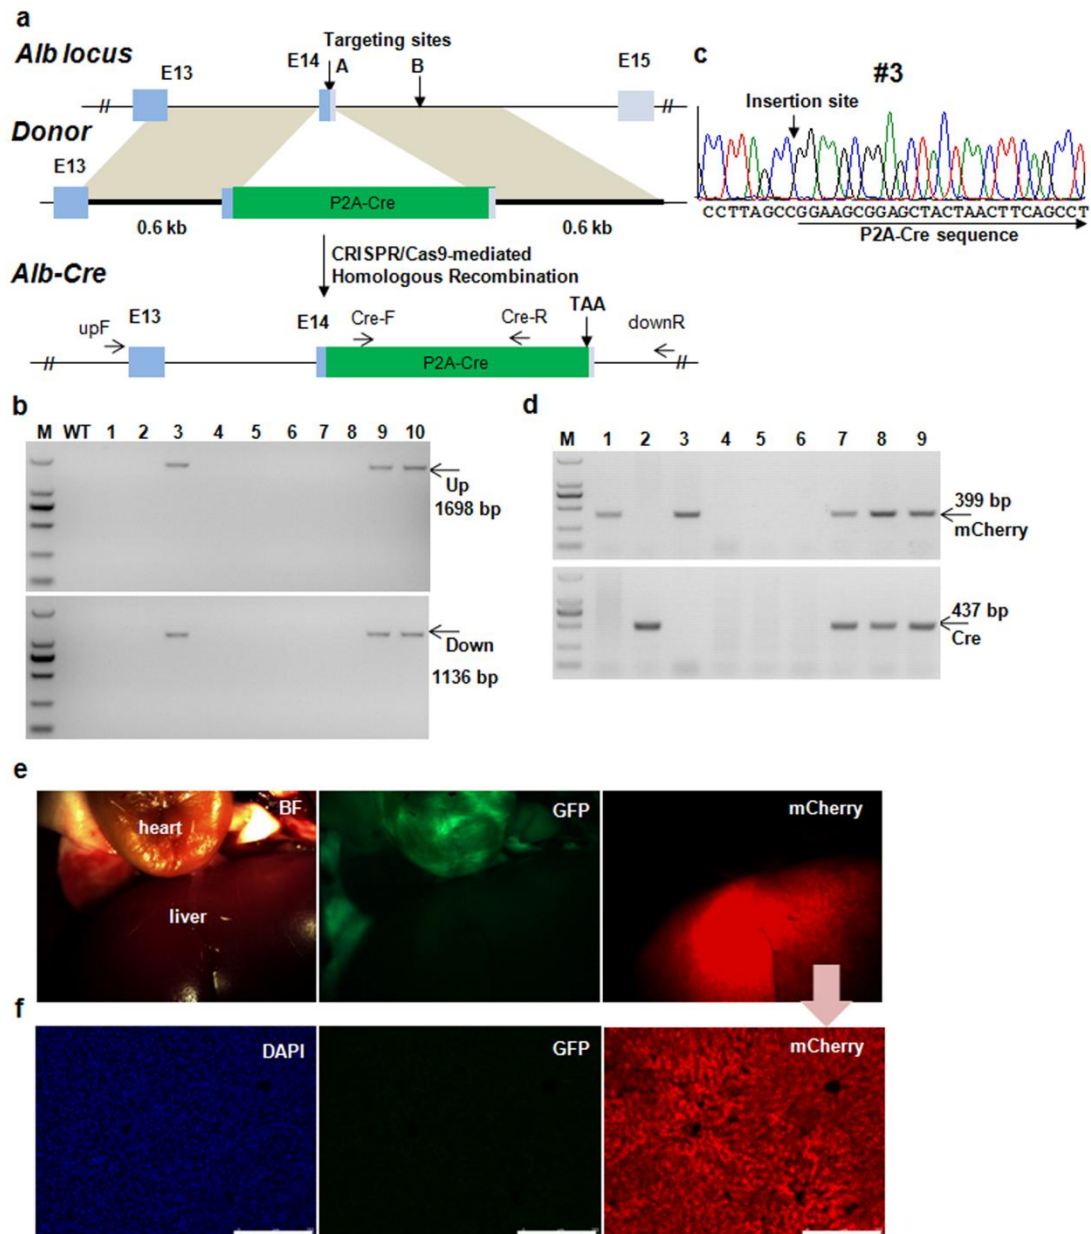 a
Alb locus
E13
E14
Targeting sites
A
B
E15
Donor
E13
P2A-Cre
0.6 kb
0.6 kb
CRISPR/Cas9-mediated
Homologous Recombination
Alb-Cre
upF
E13
E14
Cre-F
Cre-R
TAA
downR
P2A-Cre
c
#3
Insertion site
CCTTAGCCGGAAGCGGAGCTACTAACTTCAGCCT
P2A-Cre sequence
b
M WT 1 2 3 4 5 6 7 8 9 10
Up
1698 bp
Down
1136 bp
d
M 1 2 3 4 5 6 7 8 9
399 bp
mCherry
437 bp
Cre
e
BF
heart
liver
GFP
mCherry
f
DAPI
GFP
mCherry